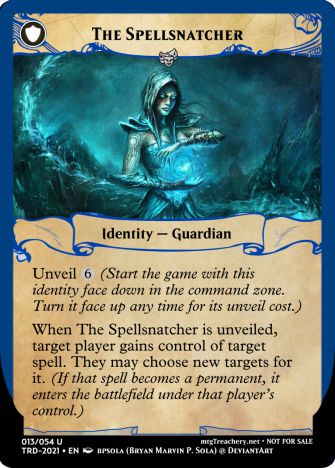 The Spellsnatcher
Identity — Guardian
Unveil 6 (Start the game with this
identity face down in the command zone.
Turn it face up any time for its unveil cost.)
When The Spellsnatcher is unveiled,
target player gains control of target
spell. They may choose new targets for
it. (If that spell becomes a permanent, it
enters the battlefield under that player's
control.)
013/054 U
mtgTreachery.net • NOT FOR SALE
TRD-2021 • EN BPSOLA (Bryan Marvin P. Sola) @ DeviantArt